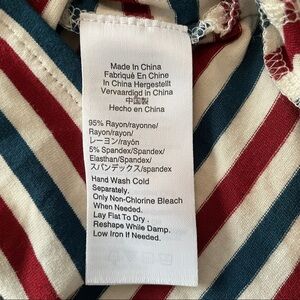 Made In China
Fabriqué En Chine
In China Hergestellt
Vervaardigd in China
中国製
Hecho en China
95% Rayon/rayonne/
Rayon/rayon/
レーヨン/rayón
5% Spandex/Spandex/
Elasthan/Spandex/
スパンデックス/spandex
Hand Wash Cold
Separately.
Only Non-Chlorine Bleach
When Needed.
Lay Flat To Dry .
Reshape While Damp.
Low Iron If Needed.